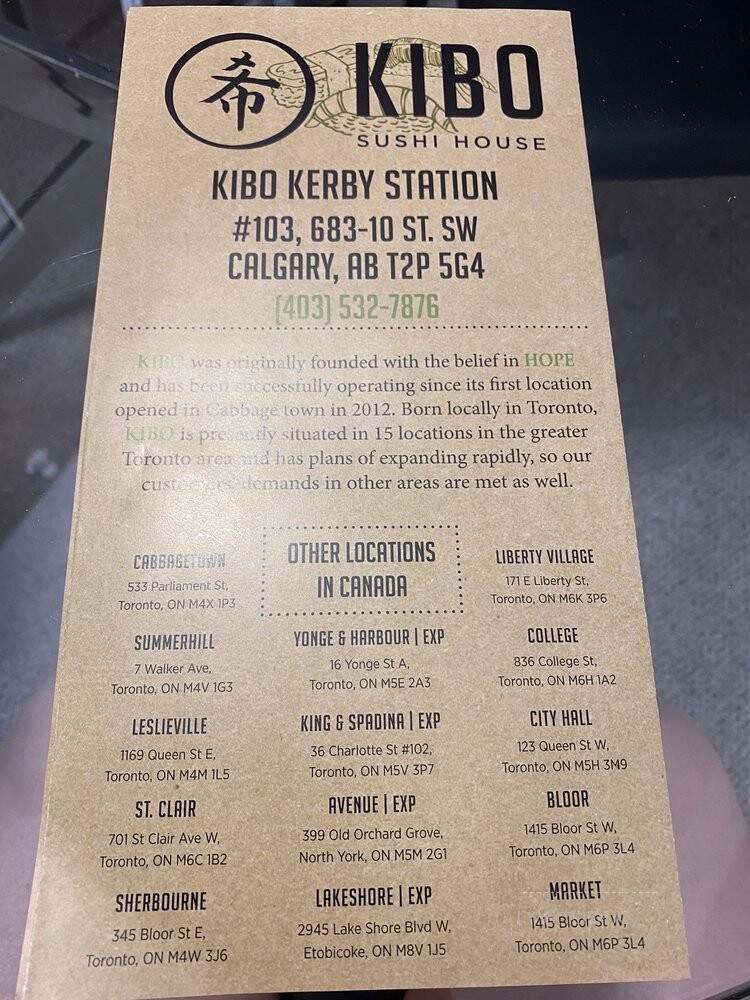 希
KIBO
SUSHI HOUSE
KIBO KERBY STATION
#103, 683-10 ST. SW
CALGARY, AB T2P 5G4
(403) 532-7876
KIBO was originally founded with the belief in HOPE
and has been successfully operating since its first location
opened in Cabbage town in 2012. Born locally in Toronto,
KIBO is presently situated in 15 locations in the greater
Toronto area and has plans of expanding rapidly, so our
customers' demands in other areas are met as well.
OTHER LOCATIONS
IN CANADA
CABBAGETOWN
533 Parliament St,
Toronto, ON M4X 1P3
SUMMERHILL
7 Walker Ave,
Toronto, ON M4V 1G3
LESLIEVILLE
1169 Queen St E,
Toronto, ON M4M 1L5
ST. CLAIR
701 St Clair Ave W,
Toronto, ON M6C 1B2
SHERBOURNE
345 Bloor St E,
Toronto, ON M4W 3J6
YONGE & HARBOUR | EXP
16 Yonge St A,
Toronto, ON M5E 2A3
KING & SPADINA | EXP
36 Charlotte St #102,
Toronto, ON M5V 3P7
AVENUE | EXP
399 Old Orchard Grove,
North York, ON M5M 2G1
LAKESHORE | EXP
2945 Lake Shore Blvd W,
Etobicoke, ON M8V 1J5
LIBERTY VILLAGE
171 E Liberty St,
Toronto, ON M6K 3P6
COLLEGE
836 College St,
Toronto, ON M6H 1A2
CITY HALL
123 Queen St W,
Toronto, ON M5H 3M9
BLOOR
1415 Bloor St W,
Toronto, ON M6P 3L4
MARKET
1415 Bloor St W,
Toronto, ON M6P 3L4